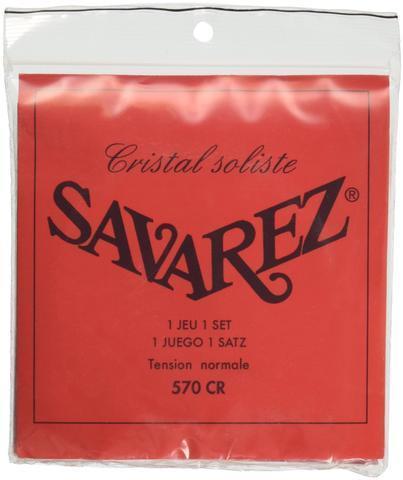 Cristal soliste
SAVAREZ®
1 JEU 1 SET
1 JUEGO 1 SATZ
Tension normale
570 CR